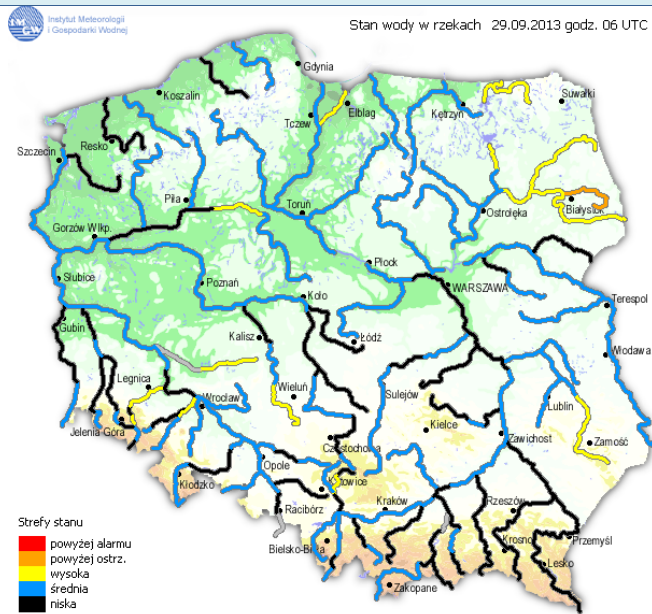 Instytut Meteorologii
i Gospodarki Wodnej
IMGW
Stan wody w rzekach 29.09.2013 godz. 06 UTC
Gdynia
Koszalin
Suwałki
Elbląg
Kętrzyn
Tczew
Resko
Szczecin
Piła
Toruń
Ostrołęka
Białystok
Gorzów Wlkp.
Płock
Słubice
Poznań
WARSZAWA
Koło
Terespol
Gubin
Kalisz
Łódź
Włodawa
Legnica
Wieluń
Sulejów
Wrocław
Lublin
Jelenia Góra
Kielce
Zawichost
Zamość
Częstochowa
Opole
Kłodzko
Katowice
Racibórz
Kraków
Rzeszów
Przemyśl
Bielsko-Biała
Krosno
Lesko
Zakopane
Strefy stanu
powyżej alarmu
powyżej ostrz.
wysoka
średnia
niska